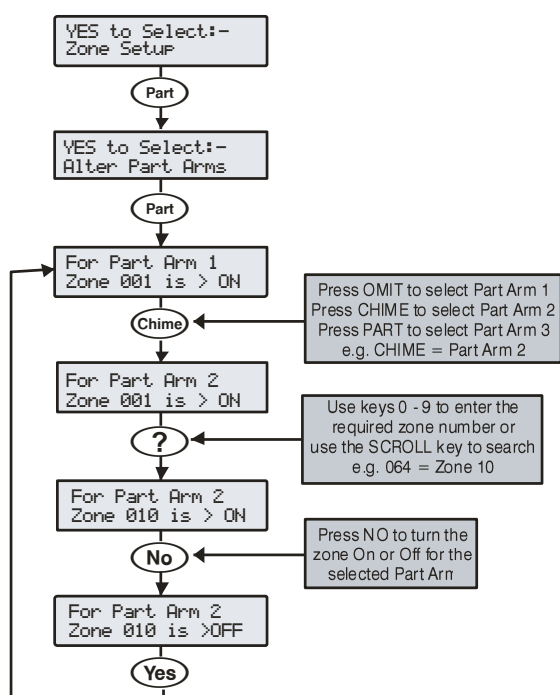 YES to Select:-
Zone Setup
Part
YES to Select:-
Alter Part Arms
Part
For Part Arm 1
Zone 001 is > ON
Chime
Press OMIT to select Part Arm 1
Press CHIME to select Part Arm 2
Press PART to select Part Arm 3
e.g. CHIME = Part Arm 2
For Part Arm 2
Zone 001 is > ON
?
Use keys 0 - 9 to enter the
required zone number or
use the SCROLL key to search
e.g. 064 = Zone 10
For Part Arm 2
Zone 010 is > ON
No
Press NO to turn the
zone On or Off for the
selected Part Arm
For Part Arm 2
Zone 010 is >OFF
Yes